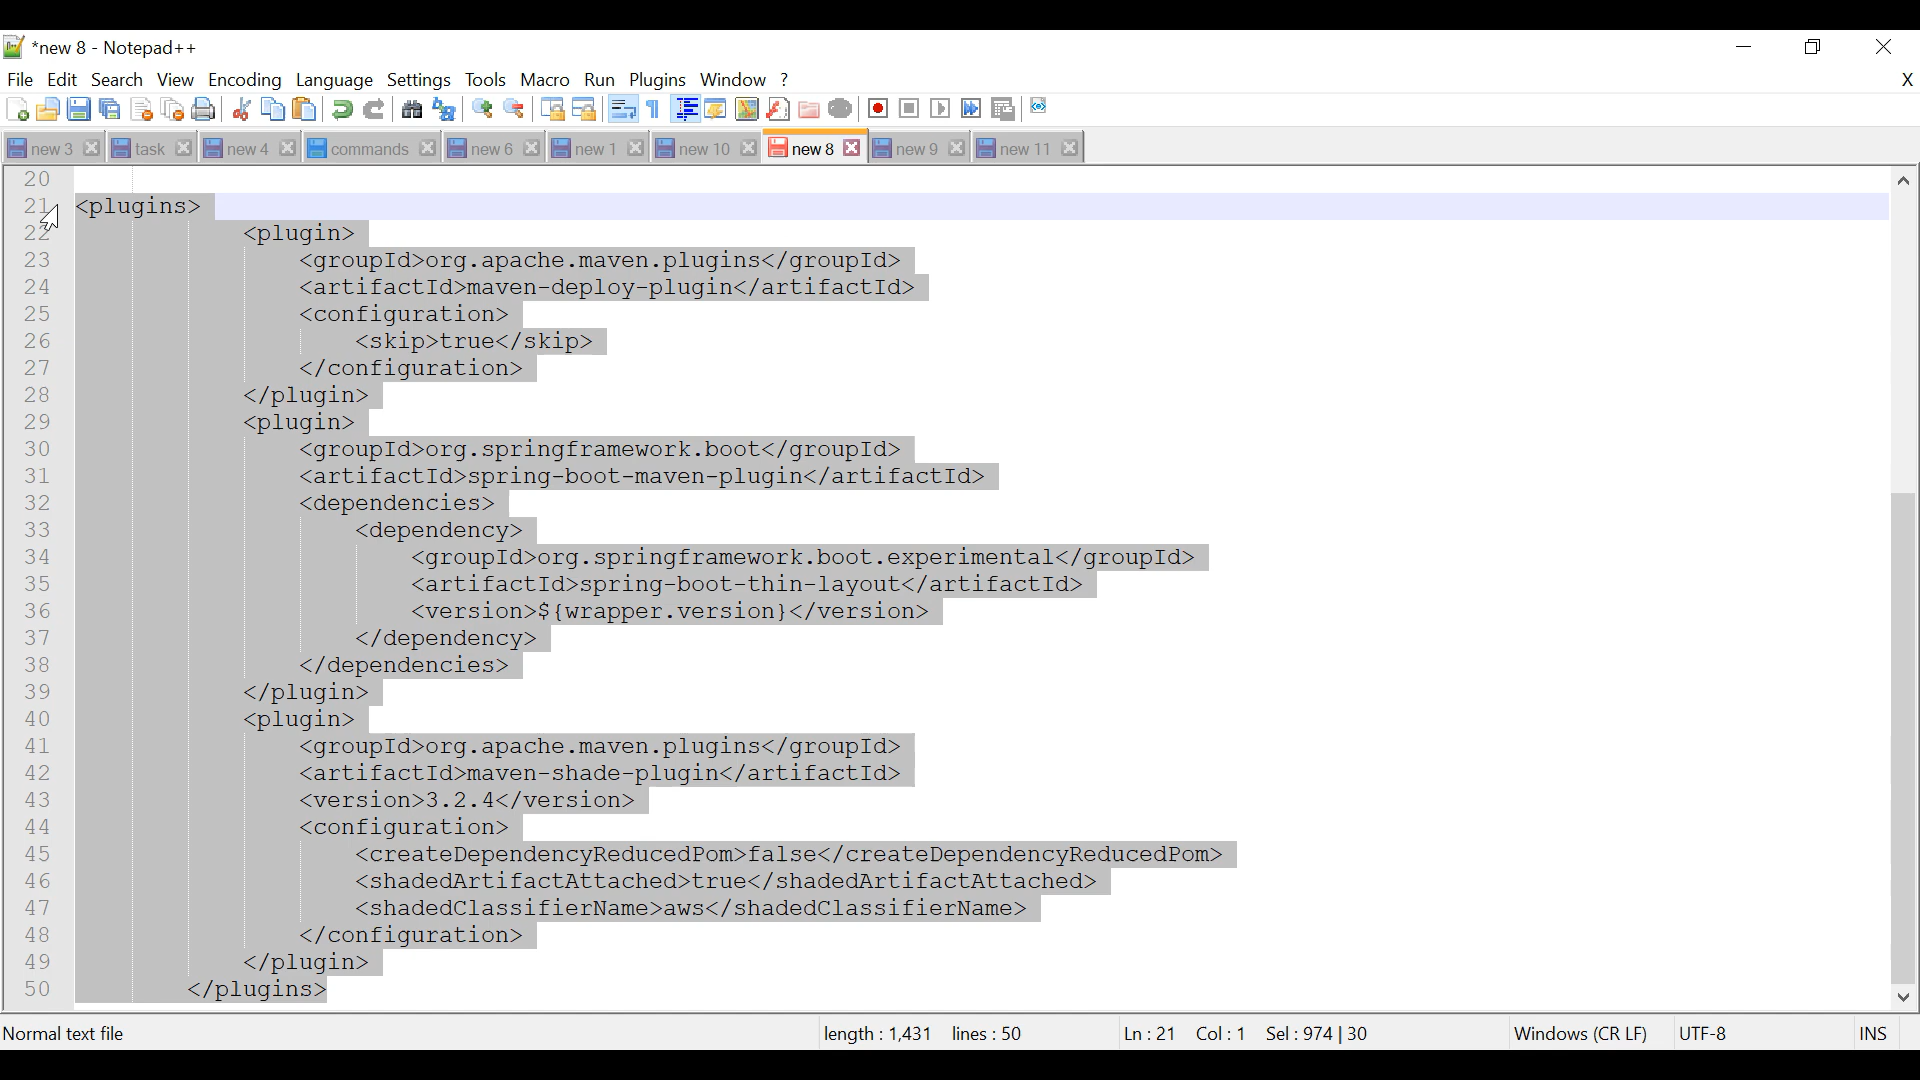 *new 8 - Notepad++
File Edit Search View Encoding Language Settings Tools Macro Run Plugins Window ? X
new 3 task new 4 commands new 6 new 1 new 10 new 8 new 9 new 11
20
21 <plugins>
22 <plugin>
23 <groupId>org.apache.maven.plugins</groupId>
24 <artifactId>maven-deploy-plugin</artifactId>
25 <configuration>
26 <skip>true</skip>
27 </configuration>
28 </plugin>
29 <plugin>
30 <groupId>org.springframework.boot</groupId>
31 <artifactId>spring-boot-maven-plugin</artifactId>
32 <dependencies>
33 <dependency>
34 <groupId>org.springframework.boot.experimental</groupId>
35 <artifactId>spring-boot-thin-layout</artifactId>
36 <version>${wrapper.version}</version>
37 </dependency>
38 </dependencies>
39 </plugin>
40 <plugin>
41 <groupId>org.apache.maven.plugins</groupId>
42 <artifactId>maven-shade-plugin</artifactId>
43 <version>3.2.4</version>
44 <configuration>
45 <createDependencyReducedPom>false</createDependencyReducedPom>
46 <shadedArtifactAttached>true</shadedArtifactAttached>
47 <shadedClassifierName>aws</shadedClassifierName>
48 </configuration>
49 </plugin>
50 </plugins>
Normal text file length : 1,431 lines : 50 Ln : 21 Col : 1 Sel : 974 | 30 Windows (CR LF) UTF-8 INS